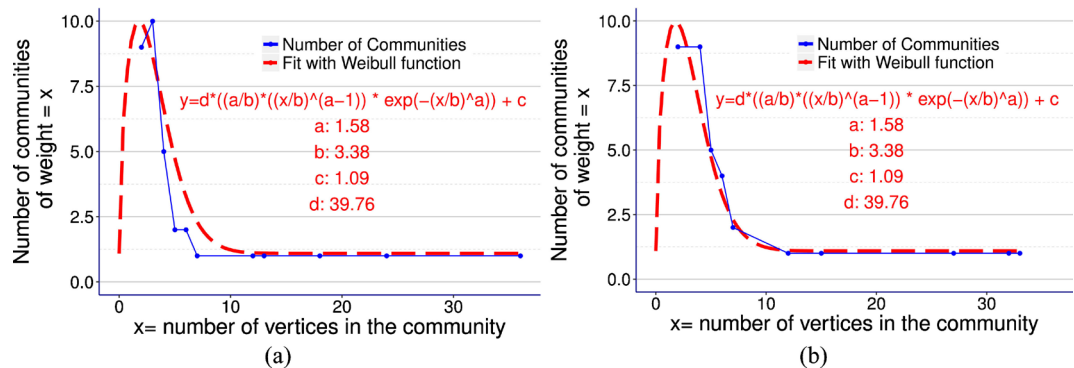 10.0
7.5
5.0
2.5
0.0
Number of communities
of weight = x
Number of Communities
Fit with Weibull function
y=d*((a/b)*((x/b)^(a−1)) * exp(−(x/b)^a)) + c
a: 1.58
b: 3.38
c: 1.09
d: 39.76
0 10 20 30
x= number of vertices in the community
(a)
10.0
7.5
5.0
2.5
0.0
Number of communities
of weight = x
Number of Communities
Fit with Weibull function
y=d*((a/b)*((x/b)^(a−1)) * exp(−(x/b)^a)) + c
a: 1.58
b: 3.38
c: 1.09
d: 39.76
0 10 20 30
x= number of vertices in the community
(b)